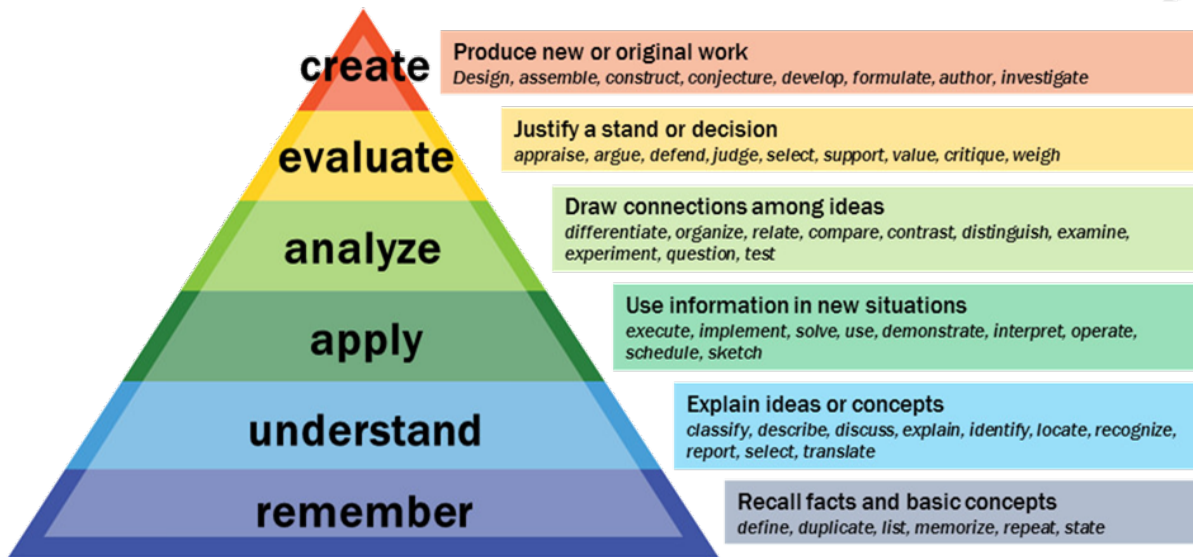 create
Produce new or original work
Design, assemble, construct, conjecture, develop, formulate, author, investigate
evaluate
Justify a stand or decision
appraise, argue, defend, judge, select, support, value, critique, weigh
analyze
Draw connections among ideas
differentiate, organize, relate, compare, contrast, distinguish, examine,
experiment, question, test
apply
Use information in new situations
execute, implement, solve, use, demonstrate, interpret, operate,
schedule, sketch
understand
Explain ideas or concepts
classify, describe, discuss, explain, identify, locate, recognize,
report, select, translate
remember
Recall facts and basic concepts
define, duplicate, list, memorize, repeat, state